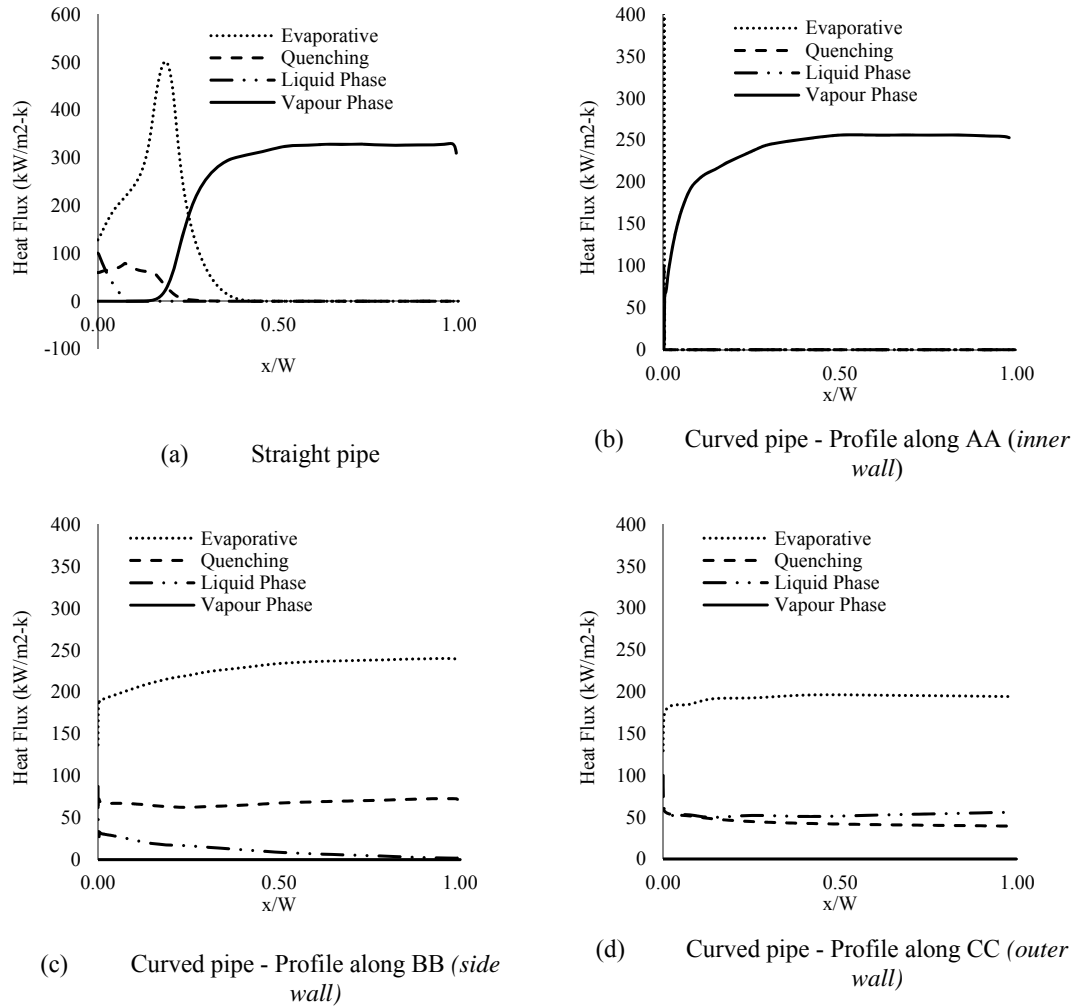 600
500
400
300
200
100
0
-100
Heat Flux (kW/m2-k)
Evaporative
Quenching
Liquid Phase
Vapour Phase
0.00
0.50
1.00
x/W
(a) Straight pipe
400
350
300
250
200
150
100
50
0
Heat Flux (kW/m2-k)
Evaporative
Quenching
Liquid Phase
Vapour Phase
0.00
0.50
1.00
x/W
(b) Curved pipe - Profile along AA (inner
wall)
400
350
300
250
200
150
100
50
0
Heat Flux (kW/m2-k)
Evaporative
Quenching
Liquid Phase
Vapour Phase
0.00
0.50
1.00
x/W
(c) Curved pipe - Profile along BB (side
wall)
400
350
300
250
200
150
100
50
0
Heat Flux (kW/m2-k)
Evaporative
Quenching
Liquid Phase
Vapour Phase
0.00
0.50
1.00
x/W
(d) Curved pipe - Profile along CC (outer
wall)